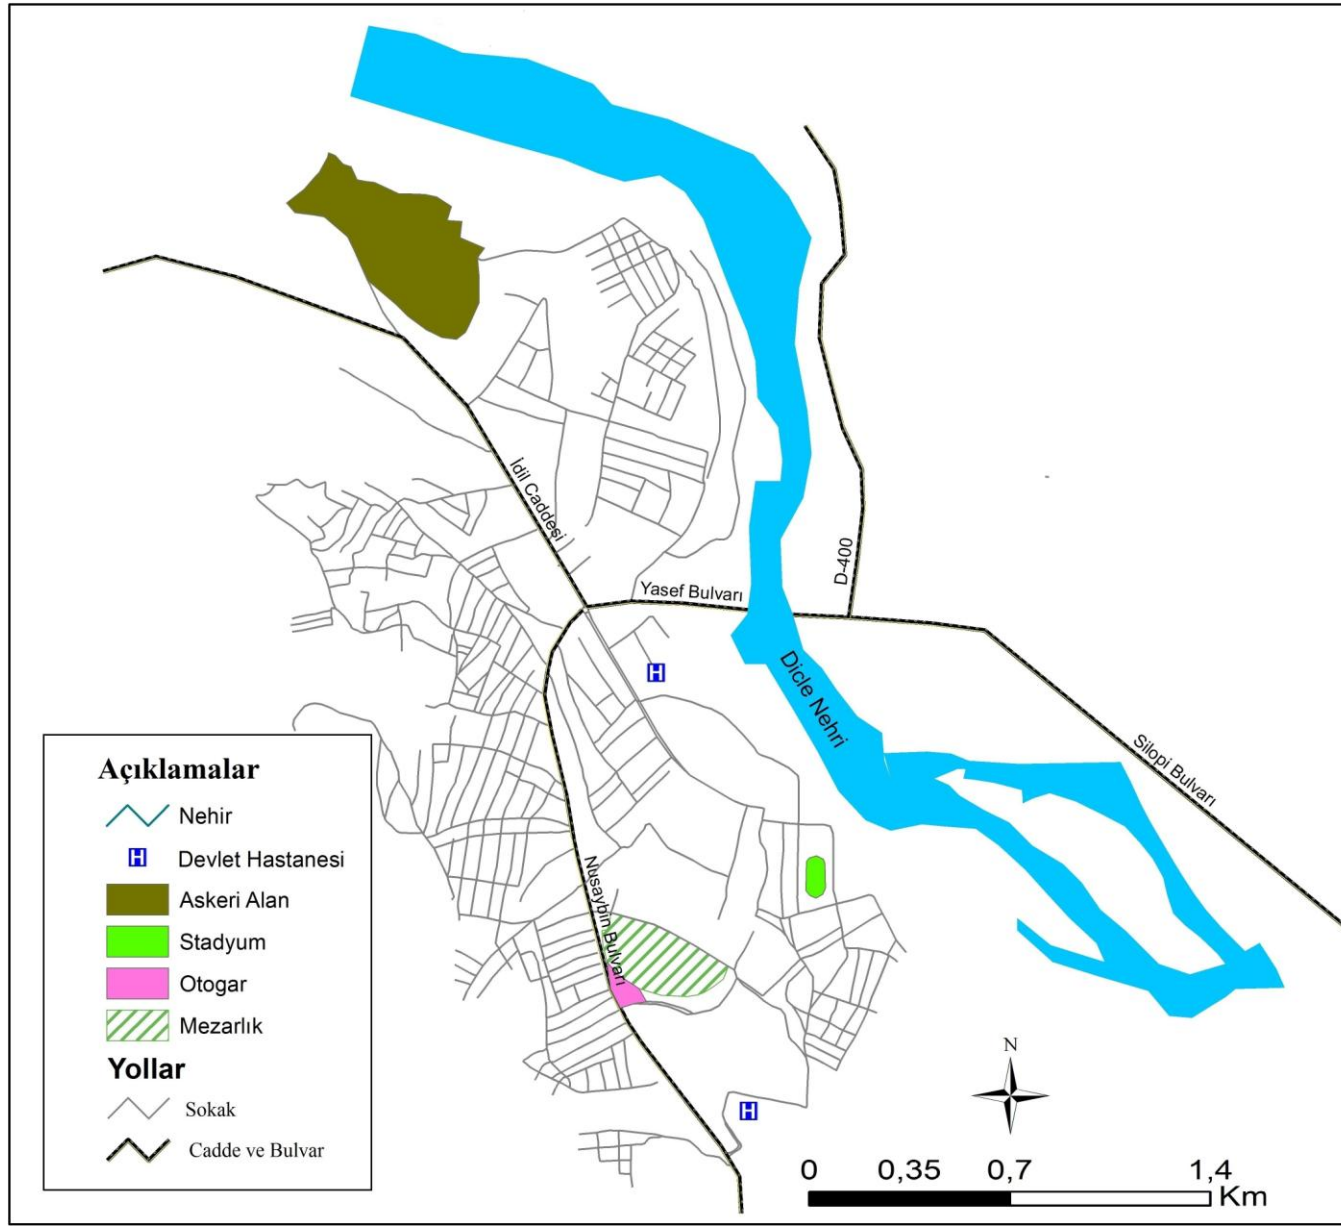 İdil Caddesi
Yasef Bulvarı
D-400
Dicle Nehri
Silopi Bulvarı
Nusaybin Bulvarı
H
H
Açıklamalar
Nehir
H Devlet Hastanesi
Askeri Alan
Stadyum
Otogar
Mezarlık
Yollar
Sokak
Cadde ve Bulvar
N
0 0,35 0,7 1,4
Km